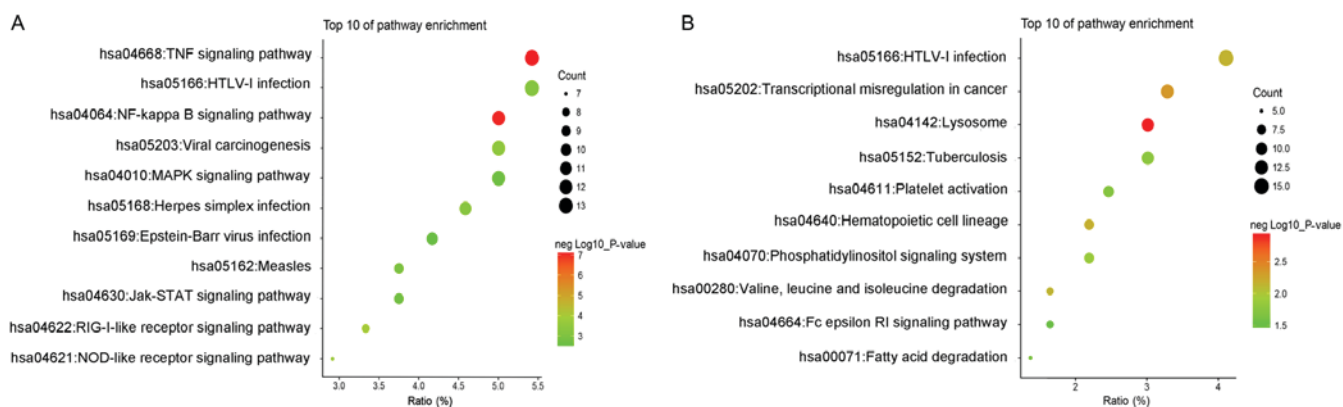 A
Top 10 of pathway enrichment
hsa04668:TNF signaling pathway
hsa05166:HTLV-I infection
hsa04064:NF-kappa B signaling pathway
hsa05203:Viral carcinogenesis
hsa04010:MAPK signaling pathway
hsa05168:Herpes simplex infection
hsa05169:Epstein-Barr virus infection
hsa05162:Measles
hsa04630:Jak-STAT signaling pathway
hsa04622:RIG-I-like receptor signaling pathway
hsa04621:NOD-like receptor signaling pathway
3.0 3.5 4.0 4.5 5.0 5.5
Ratio (%)
Count
7
8
9
10
11
12
13
neg Log10_P-value
7
6
5
4
3
B
Top 10 of pathway enrichment
hsa05166:HTLV-I infection
hsa05202:Transcriptional misregulation in cancer
hsa04142:Lysosome
hsa05152:Tuberculosis
hsa04611:Platelet activation
hsa04640:Hematopoietic cell lineage
hsa04070:Phosphatidylinositol signaling system
hsa00280:Valine, leucine and isoleucine degradation
hsa04664:Fc epsilon RI signaling pathway
hsa00071:Fatty acid degradation
2 3 4
Ratio (%)
Count
5.0
7.5
10.0
12.5
15.0
neg Log10_P-value
2.5
2.0
1.5